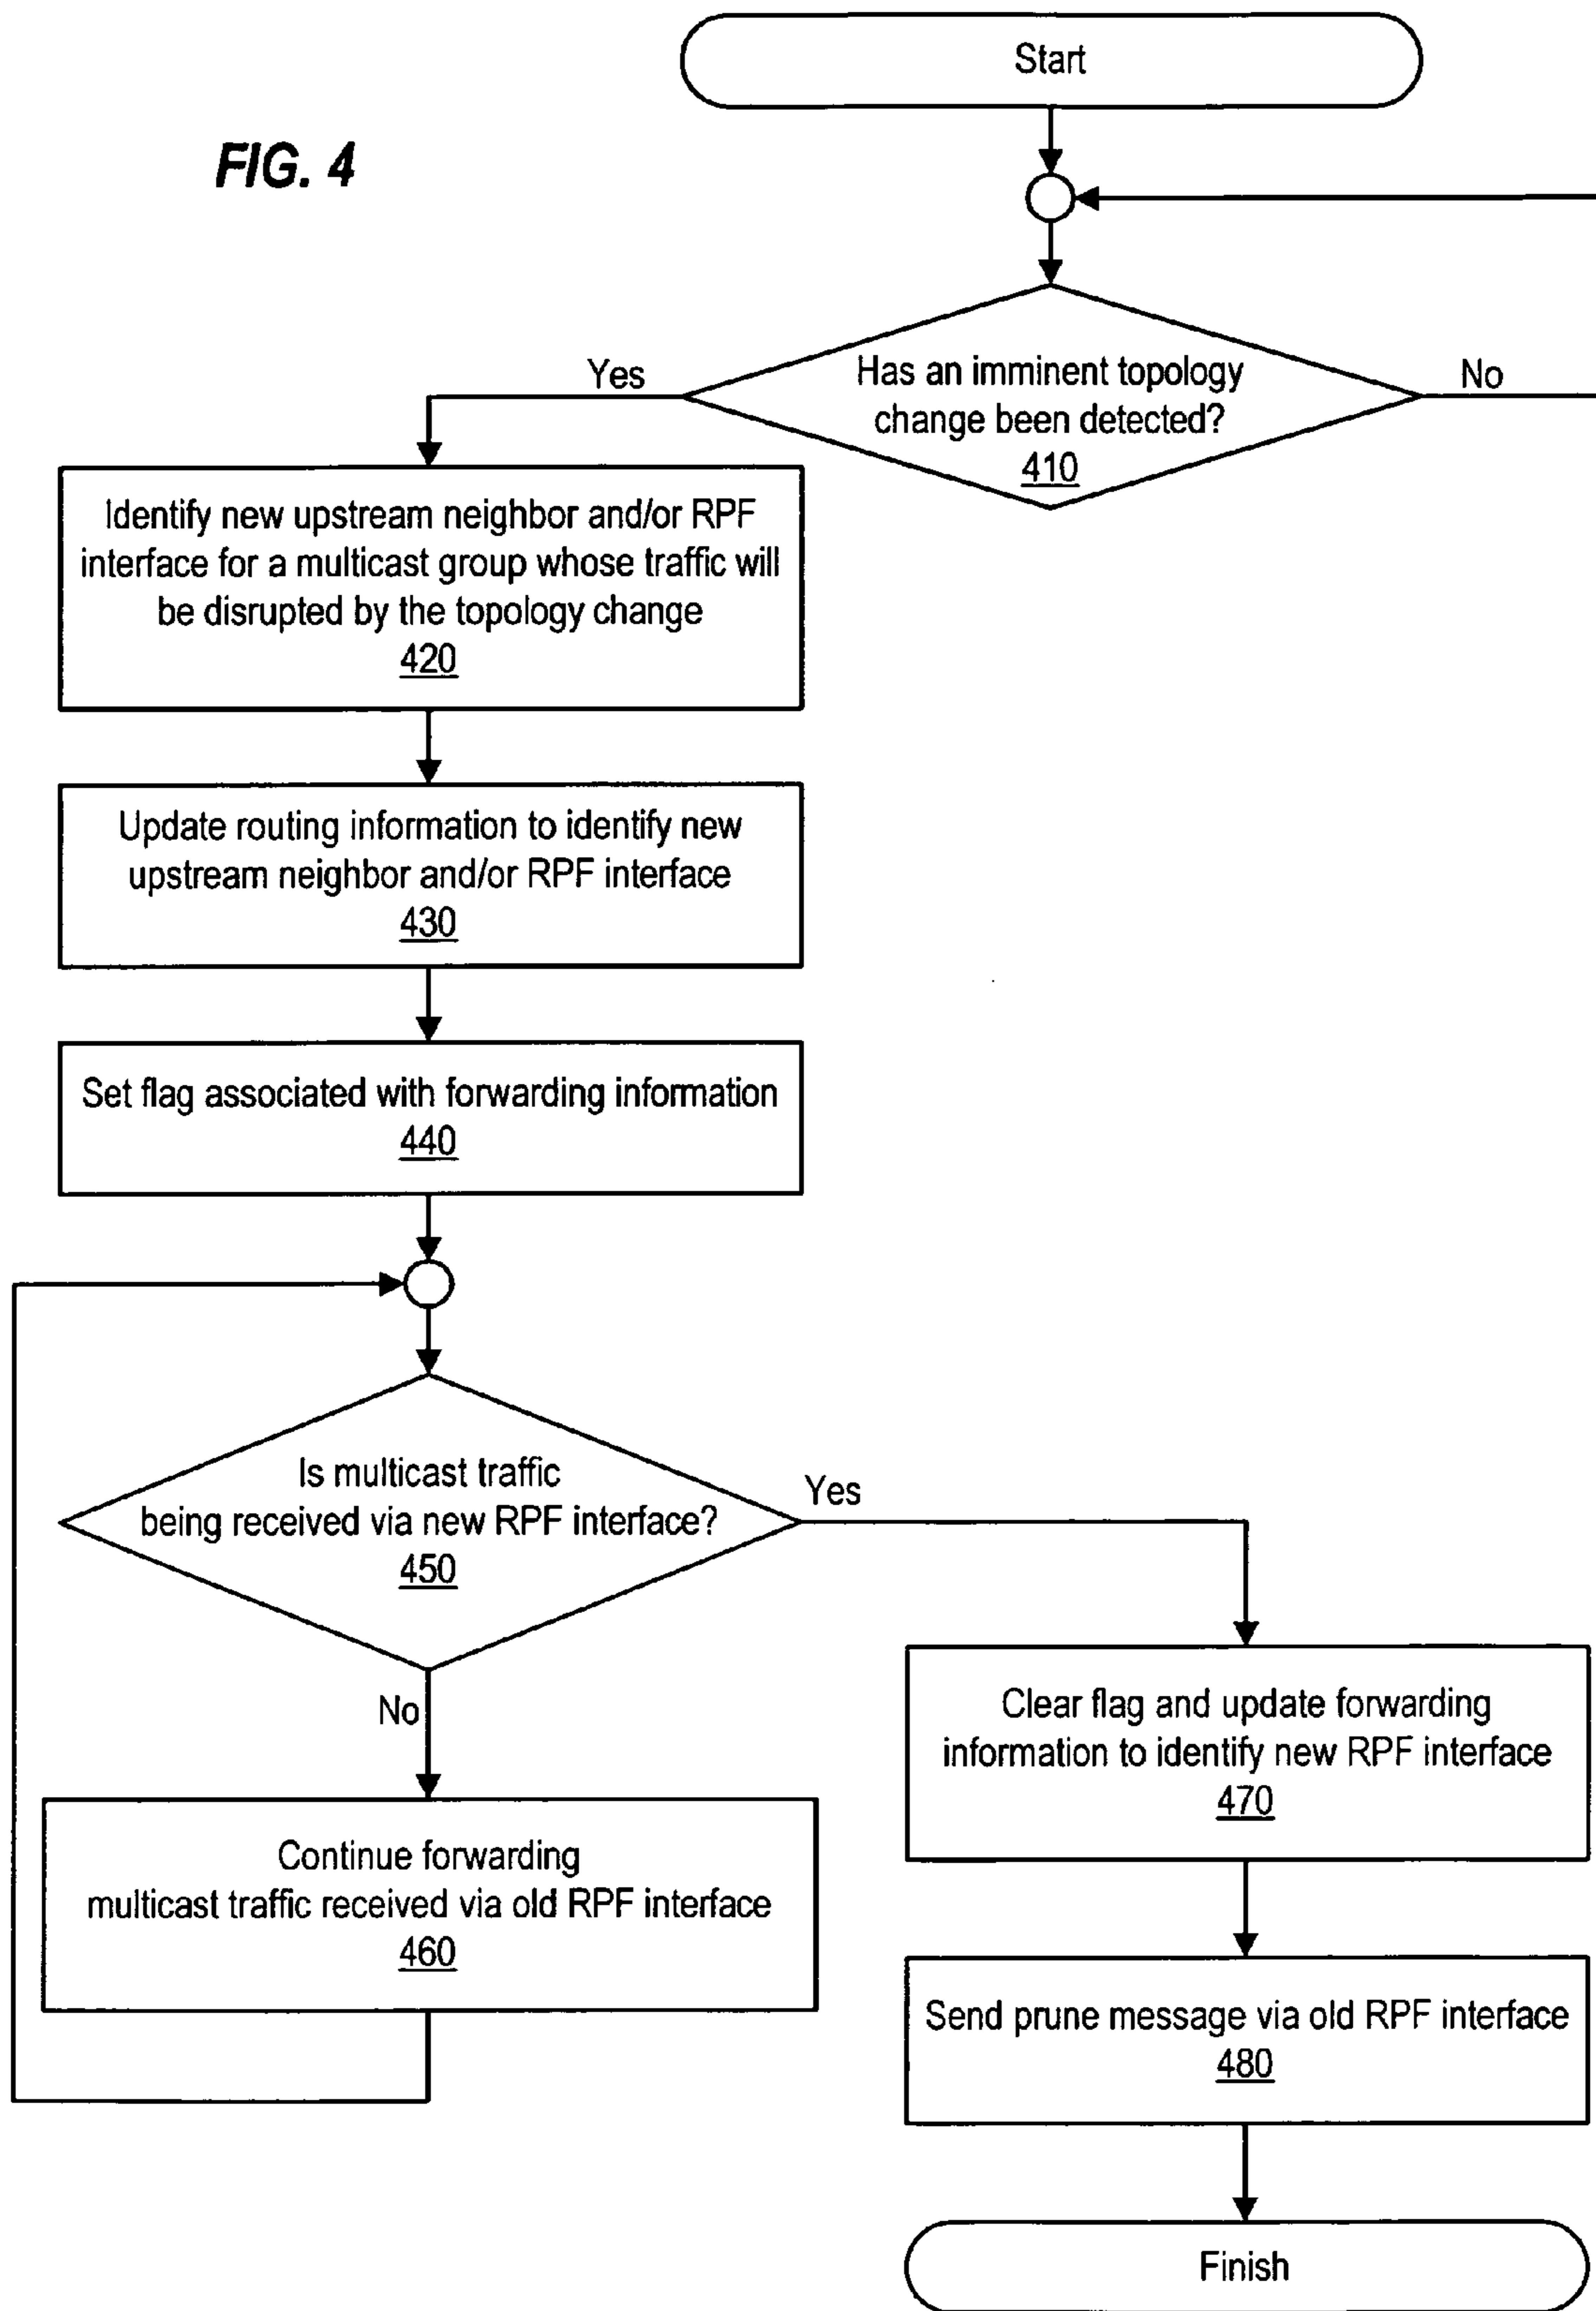 Start
FIG. 4
Has an imminent topology
change been detected?
410
Yes
No
Identify new upstream neighbor and/or RPF
interface for a multicast group whose traffic will
be disrupted by the topology change
420
Update routing information to identify new
upstream neighbor and/or RPF interface
430
Set flag associated with forwarding information
440
Is multicast traffic
being received via new RPF interface?
450
Yes
No
Continue forwarding
multicast traffic received via old RPF interface
460
Clear flag and update forwarding
information to identify new RPF interface
470
Send prune message via old RPF interface
480
Finish